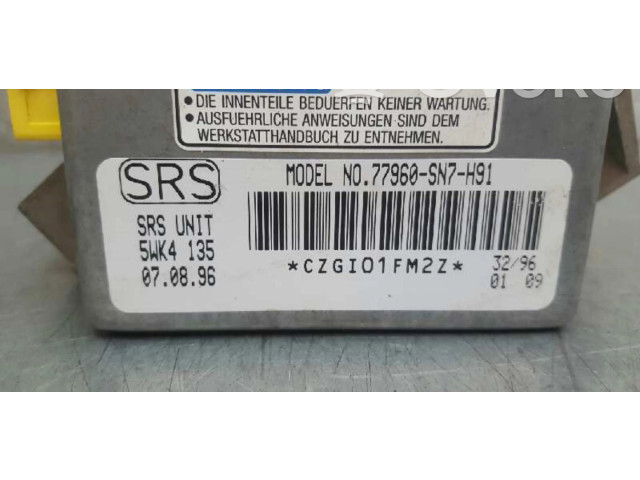 • DIE INNENTEILE BEDUERFEN KEINER WARTUNG.
• AUSFUEHRLICHE ANWEISUNGEN SIND DEM
WERKSTATTHANDBUCH ZU ENTNEHMEN.
SRS
MODEL NO.77960-SN7-H91
SRS UNIT
5WK4 135
07.08.96
*CZGI01FM2Z*
32/96
01 09